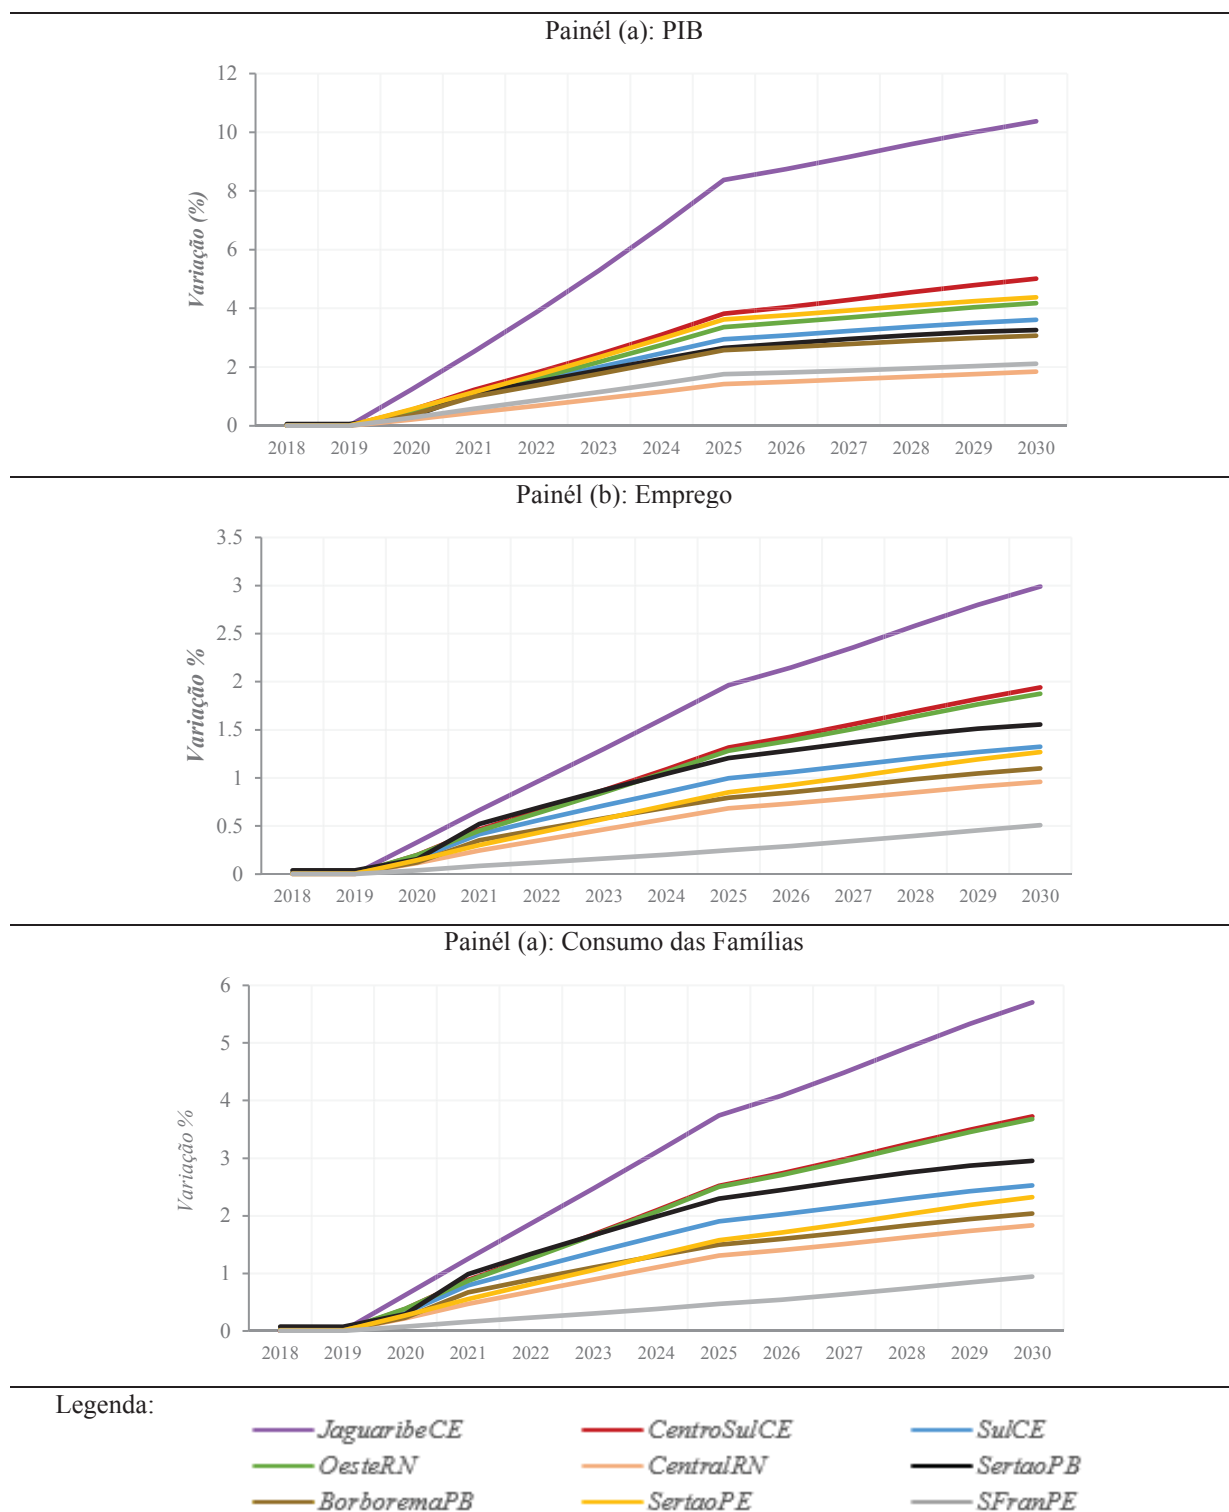 Painél (a): PIB
12
10
8
6
4
2
0
Variação (%)
2018 2019 2020 2021 2022 2023 2024 2025 2026 2027 2028 2029 2030
Painél (b): Emprego
3.5
3
2.5
2
1.5
1
0.5
0
Variação %
2018 2019 2020 2021 2022 2023 2024 2025 2026 2027 2028 2029 2030
Painél (a): Consumo das Famílias
6
5
4
3
2
1
0
Variação %
2018 2019 2020 2021 2022 2023 2024 2025 2026 2027 2028 2029 2030
Legenda:
JaguaribeCE CentroSulCE SulCE
OesteRN CentralRN SertaoPB
BorboremaPB SertaoPE SFranPE